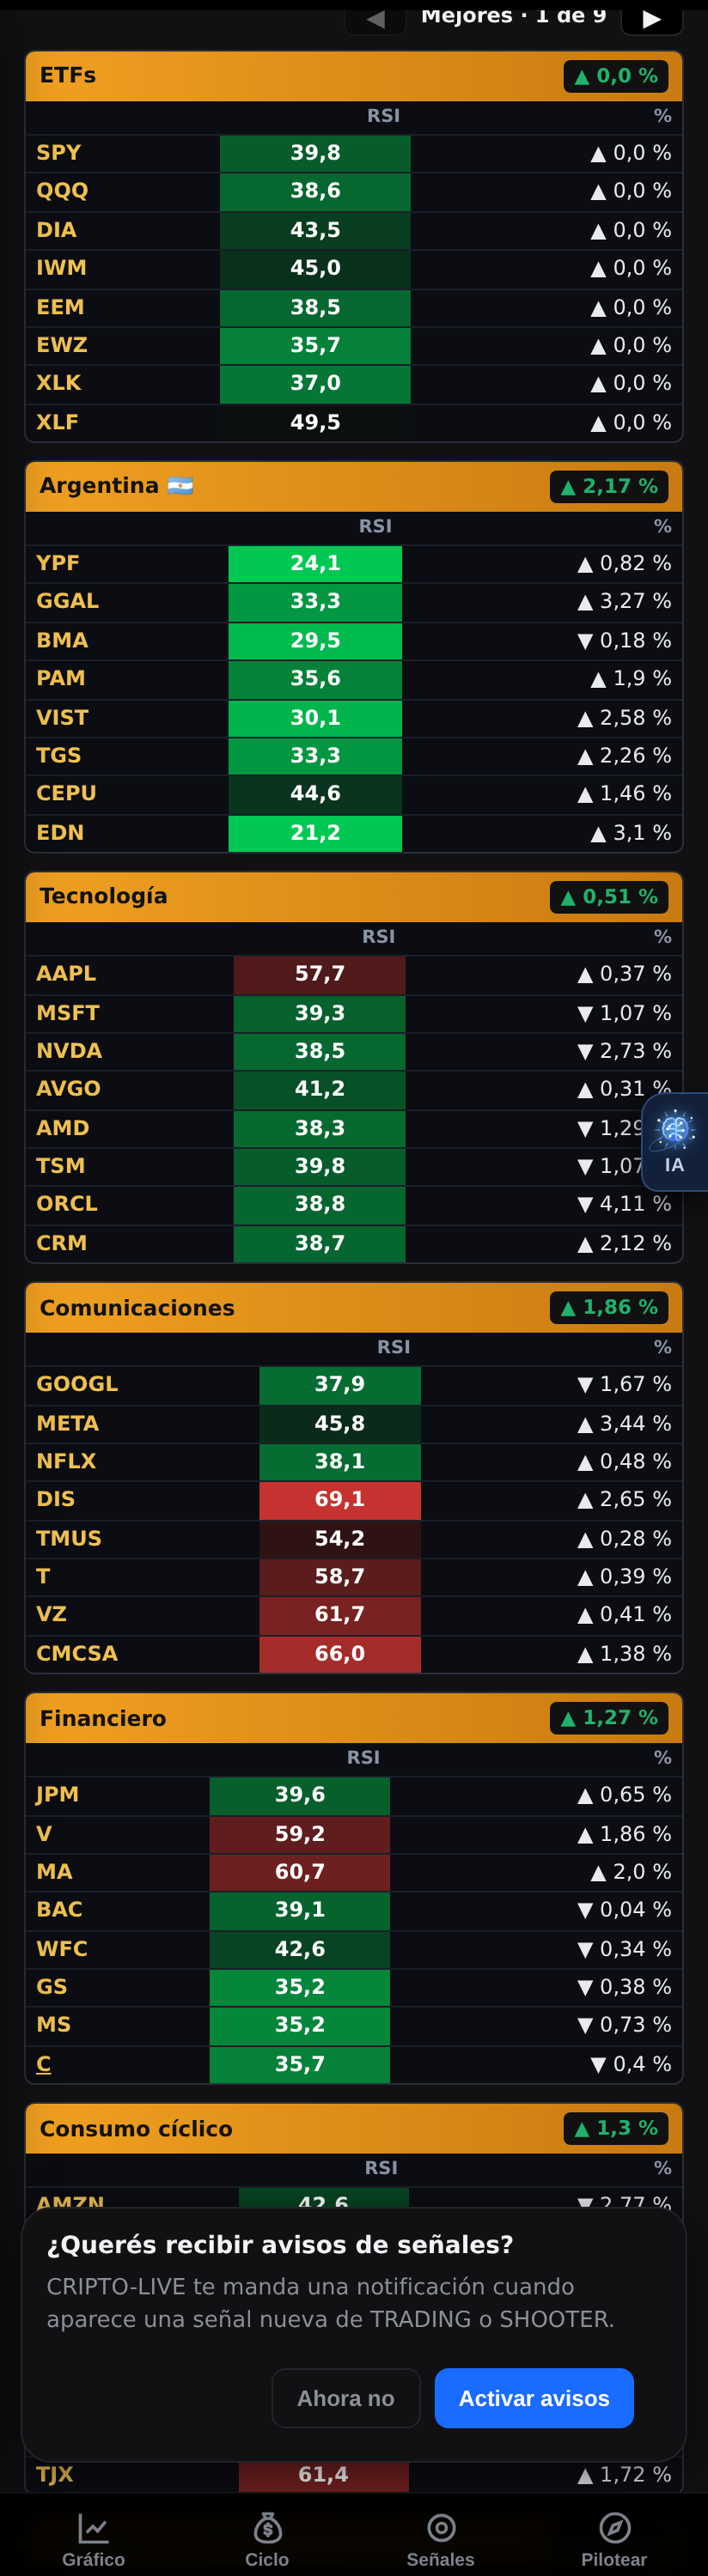 ◀ Mejores · 1 de 9 ▶
ETFs ▲ 0,0 %
RSI %
SPY 39,8 ▲ 0,0 %
QQQ 38,6 ▲ 0,0 %
DIA 43,5 ▲ 0,0 %
IWM 45,0 ▲ 0,0 %
EEM 38,5 ▲ 0,0 %
EWZ 35,7 ▲ 0,0 %
XLK 37,0 ▲ 0,0 %
XLF 49,5 ▲ 0,0 %
Argentina 🇦🇷 ▲ 2,17 %
RSI %
YPF 24,1 ▲ 0,82 %
GGAL 33,3 ▲ 3,27 %
BMA 29,5 ▼ 0,18 %
PAM 35,6 ▲ 1,9 %
VIST 30,1 ▲ 2,58 %
TGS 33,3 ▲ 2,26 %
CEPU 44,6 ▲ 1,46 %
EDN 21,2 ▲ 3,1 %
Tecnología ▲ 0,51 %
RSI %
AAPL 57,7 ▲ 0,37 %
MSFT 39,3 ▼ 1,07 %
NVDA 38,5 ▼ 2,73 %
AVGO 41,2 ▲ 0,31 %
AMD 38,3 ▼ 1,29
TSM 39,8 ▼ 1,07
IA
ORCL 38,8 ▼ 4,11 %
CRM 38,7 ▲ 2,12 %
Comunicaciones ▲ 1,86 %
RSI %
GOOGL 37,9 ▼ 1,67 %
META 45,8 ▲ 3,44 %
NFLX 38,1 ▲ 0,48 %
DIS 69,1 ▲ 2,65 %
TMUS 54,2 ▲ 0,28 %
T 58,7 ▲ 0,39 %
VZ 61,7 ▲ 0,41 %
CMCSA 66,0 ▲ 1,38 %
Financiero ▲ 1,27 %
RSI %
JPM 39,6 ▲ 0,65 %
V 59,2 ▲ 1,86 %
MA 60,7 ▲ 2,0 %
BAC 39,1 ▼ 0,04 %
WFC 42,6 ▼ 0,34 %
GS 35,2 ▼ 0,38 %
MS 35,2 ▼ 0,73 %
C 35,7 ▼ 0,4 %
Consumo cíclico ▲ 1,3 %
RSI %
AMZN 42,6 ▼ 2,77 %
¿Querés recibir avisos de señales?
CRIPTO-LIVE te manda una notificación cuando
aparece una señal nueva de TRADING o SHOOTER.
Ahora no Activar avisos
TJX 61,4 ▲ 1,72 %
Gráfico Ciclo Señales Pilotear